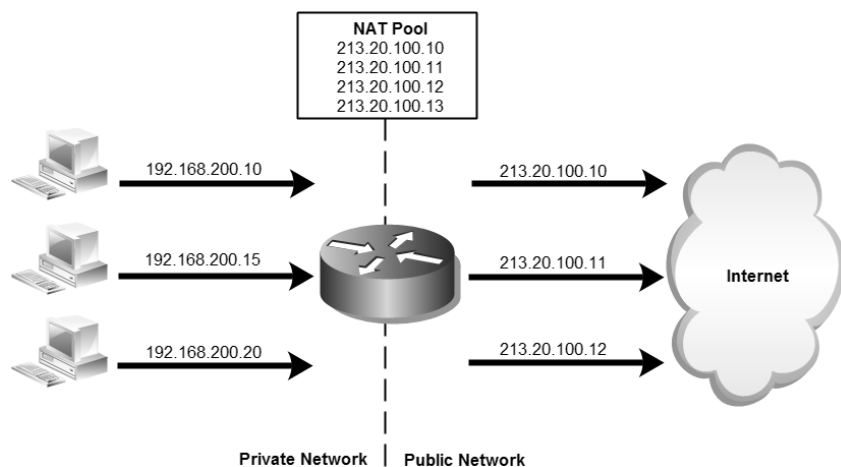 NAT Pool
213.20.100.10
213.20.100.11
213.20.100.12
213.20.100.13
192.168.200.10
213.20.100.10
192.168.200.15
213.20.100.11
Internet
192.168.200.20
213.20.100.12
Private Network
Public Network